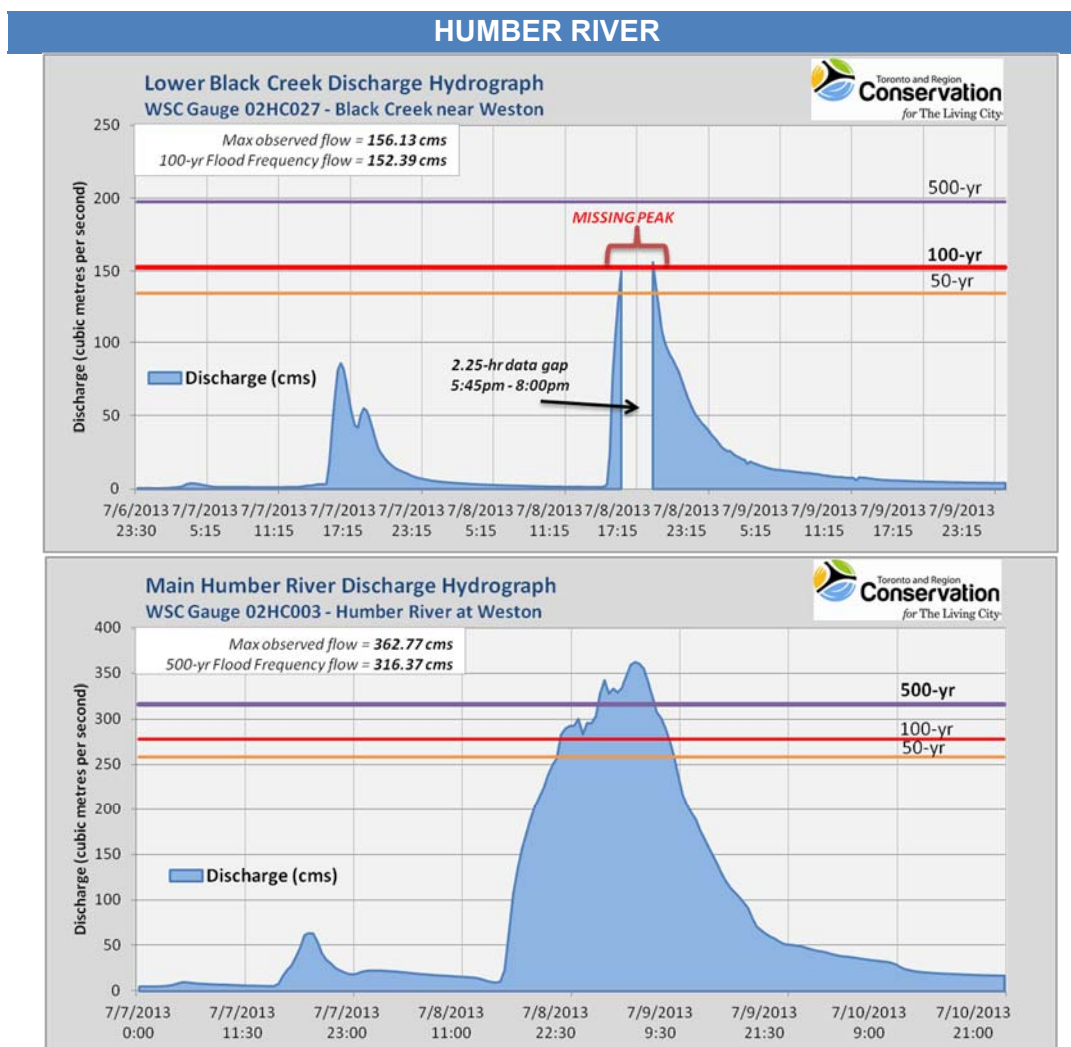 HUMBER RIVER
Lower Black Creek Discharge Hydrograph
WSC Gauge 02HC027 - Black Creek near Weston
Toronto and Region
Conservation
for The Living City
Max observed flow = 156.13 cms
100-yr Flood Frequency flow = 152.39 cms
Discharge (cubic metres per second)
250
200
150
100
50
0
500-yr
MISSING PEAK
100-yr
50-yr
2.25-hr data gap
5:45pm - 8:00pm
Discharge (cms)
7/6/2013 7/7/2013 7/7/2013 7/7/2013 7/7/2013 7/8/2013 7/8/2013 7/8/2013 7/8/2013 7/9/2013 7/9/2013 7/9/2013 7/9/2013
23:30 5:15 11:15 17:15 23:15 5:15 11:15 17:15 23:15 5:15 11:15 17:15 23:15
Main Humber River Discharge Hydrograph
WSC Gauge 02HC003 - Humber River at Weston
Toronto and Region
Conservation
for The Living City
Max observed flow = 362.77 cms
500-yr Flood Frequency flow = 316.37 cms
Discharge (cubic metres per second)
400
350
300
250
200
150
100
50
0
500-yr
100-yr
50-yr
Discharge (cms)
7/7/2013 7/7/2013 7/7/2013 7/8/2013 7/8/2013 7/9/2013 7/9/2013 7/10/2013 7/10/2013
0:00 11:30 23:00 11:00 22:30 9:30 21:30 9:00 21:00